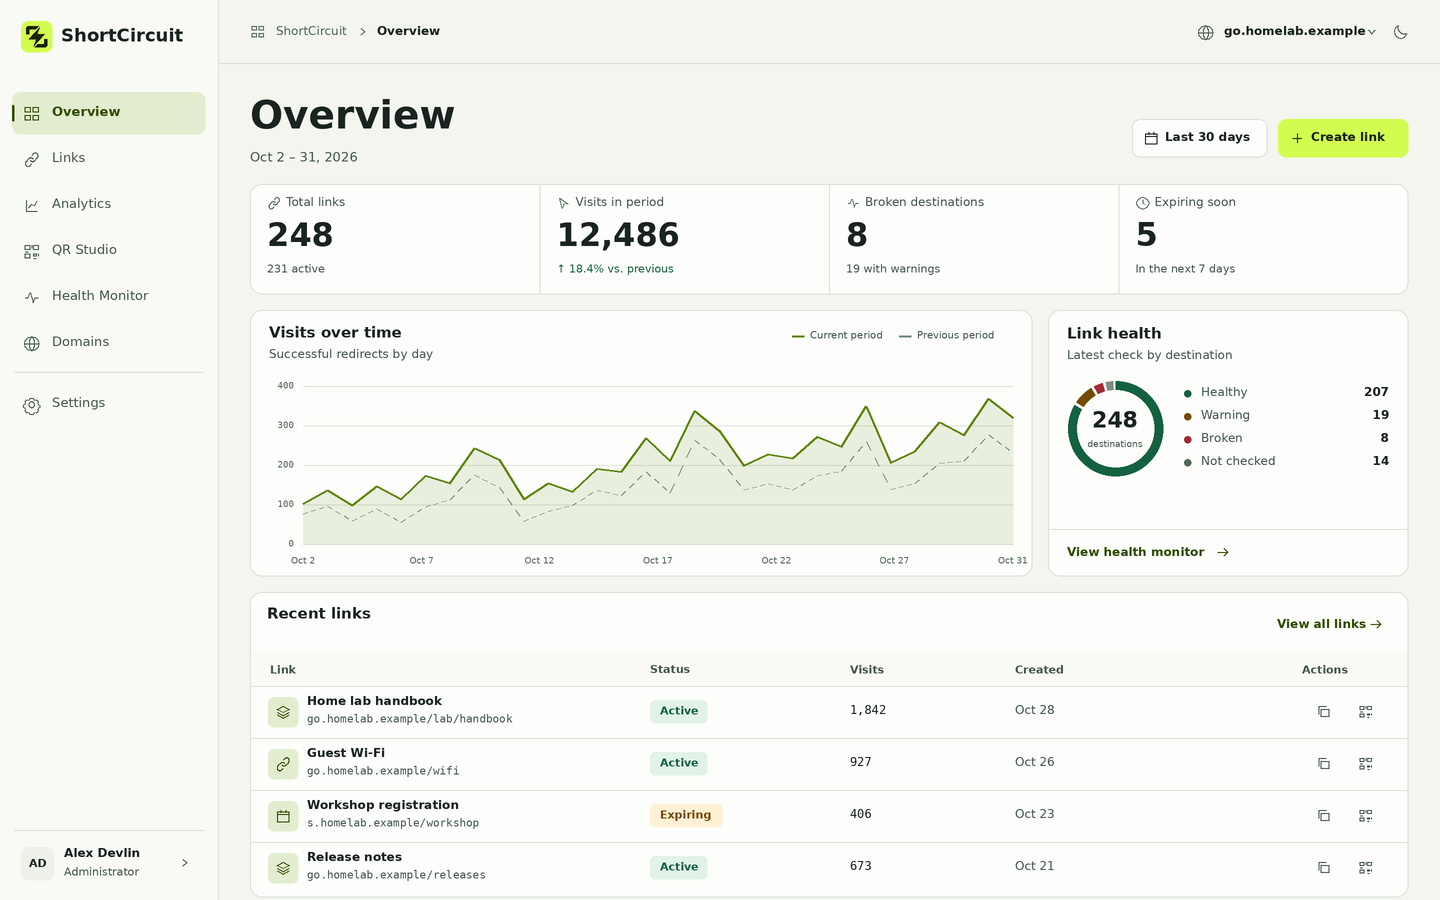 ShortCircuit
Overview
Links
Analytics
QR Studio
Health Monitor
Domains
Settings
AD
Alex Devlin
Administrator
ShortCircuit > Overview
go.homelab.example
Overview
Oct 2 – 31, 2026
Last 30 days
+ Create link
Total links
248
231 active
Visits in period
12,486
↑ 18.4% vs. previous
Broken destinations
8
19 with warnings
Expiring soon
5
In the next 7 days
Visits over time
Successful redirects by day
Current period
Previous period
400
300
200
100
0
Oct 2
Oct 7
Oct 12
Oct 17
Oct 22
Oct 27
Oct 31
Link health
Latest check by destination
248
destinations
Healthy 207
Warning 19
Broken 8
Not checked 14
View health monitor →
Recent links
View all links →
Link Status Visits Created Actions
Home lab handbook
go.homelab.example/lab/handbook
Active 1,842 Oct 28
Guest Wi-Fi
go.homelab.example/wifi
Active 927 Oct 26
Workshop registration
s.homelab.example/workshop
Expiring 406 Oct 23
Release notes
go.homelab.example/releases
Active 673 Oct 21